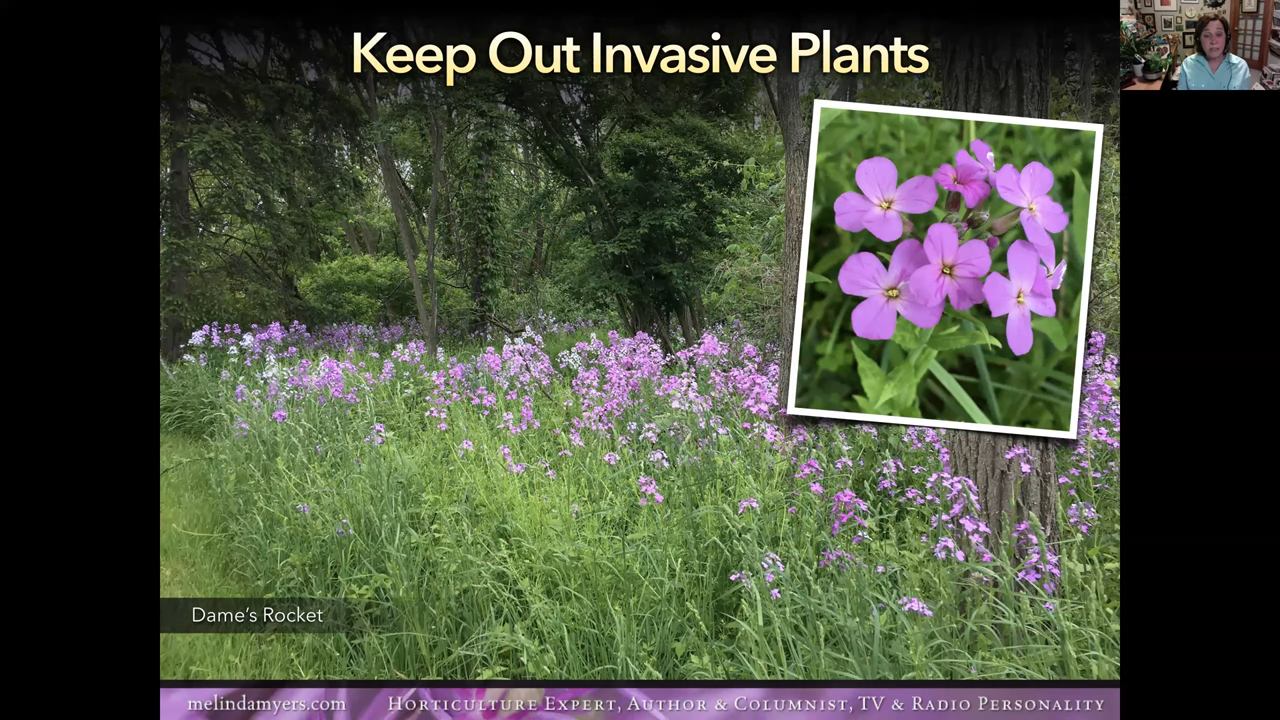 Keep Out Invasive Plants
Dame's Rocket
melindamyers.com
Horticulture Expert, Author & Columnist, TV & Radio Personality